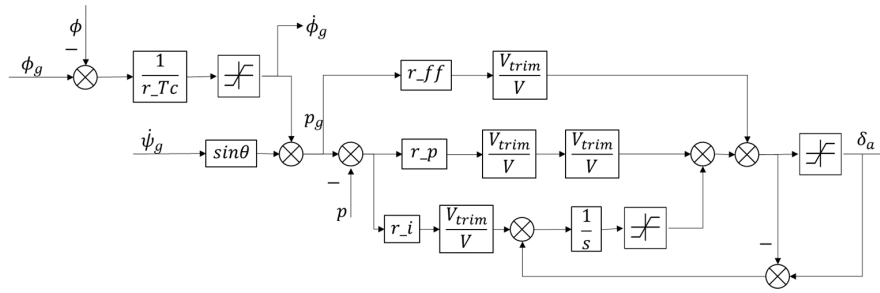 ϕ
−
ϕ̇_g
ϕ_g
1
r_Tc
r_ff
V_trim
V
p_g
ψ̇_g
sinθ
r_p
V_trim
V
V_trim
V
δ_a
−
p
r_i
V_trim
V
1
s
−